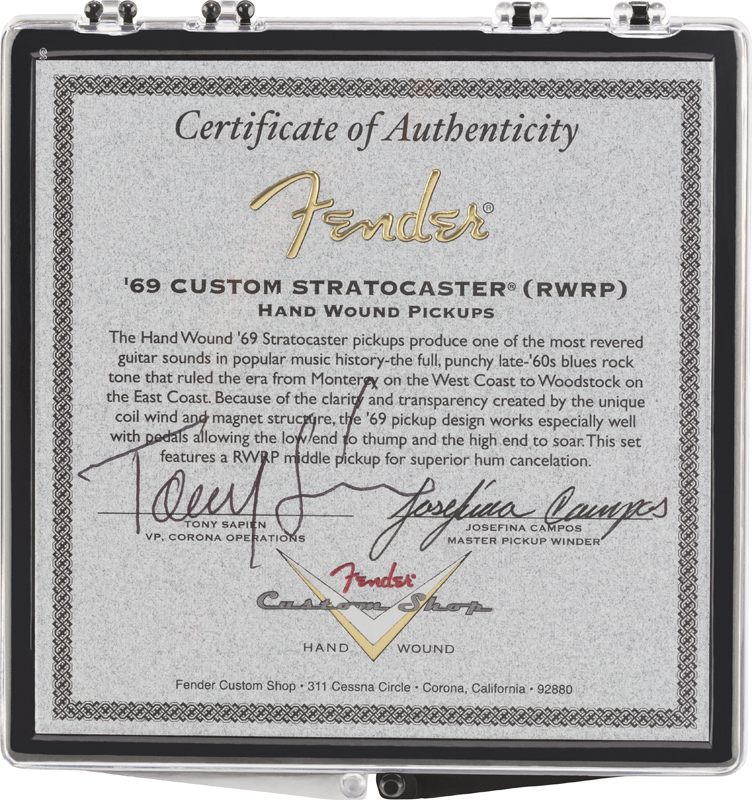 Certificate of Authenticity
Fender®
'69 CUSTOM STRATOCASTER® (RWRP)
HAND WOUND PICKUPS
The Hand Wound '69 Stratocaster pickups produce one of the most revered
guitar sounds in popular music history-the full, punchy late-'60s blues rock
tone that ruled the era from Monterey on the West Coast to Woodstock on
the East Coast. Because of the clarity and transparency created by the unique
coil wind and magnet structure, the '69 pickup design works especially well
with pedals allowing the low end to thump and the high end to soar. This set
features a RWRP middle pickup for superior hum cancelation.
Josefina Campos
TONY SAPIEN
VP, CORONA OPERATIONS
JOSEFINA CAMPOS
MASTER PICKUP WINDER
Fender
Custom Shop
HAND WOUND
Fender Custom Shop • 311 Cessna Circle • Corona, California • 92880